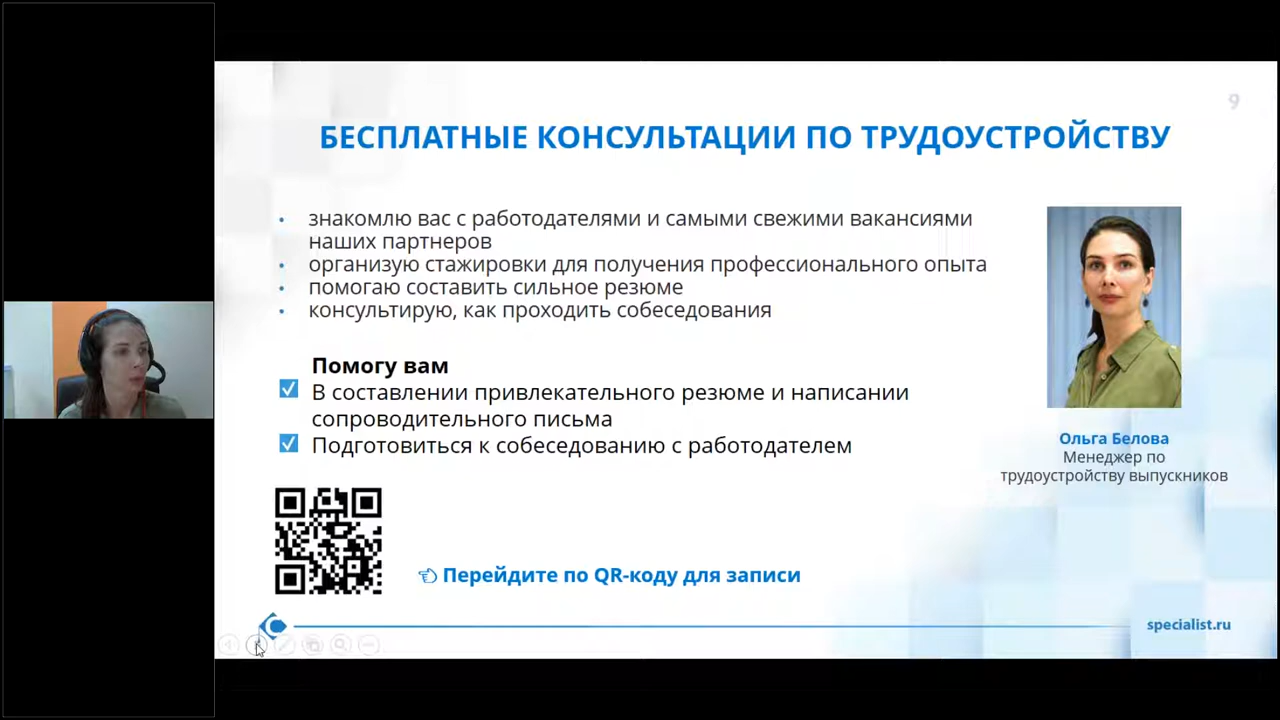 9
БЕСПЛАТНЫЕ КОНСУЛЬТАЦИИ ПО ТРУДОУСТРОЙСТВУ
• знакомлю вас с работодателями и самыми свежими вакансиями
наших партнеров
• организую стажировки для получения профессионального опыта
• помогаю составить сильное резюме
• консультирую, как проходить собеседования
Помогу вам
В составлении привлекательного резюме и написании
сопроводительного письма
Подготовиться к собеседованию с работодателем
Ольга Белова
Менеджер по
трудоустройству выпускников
Перейдите по QR-коду для записи
specialist.ru